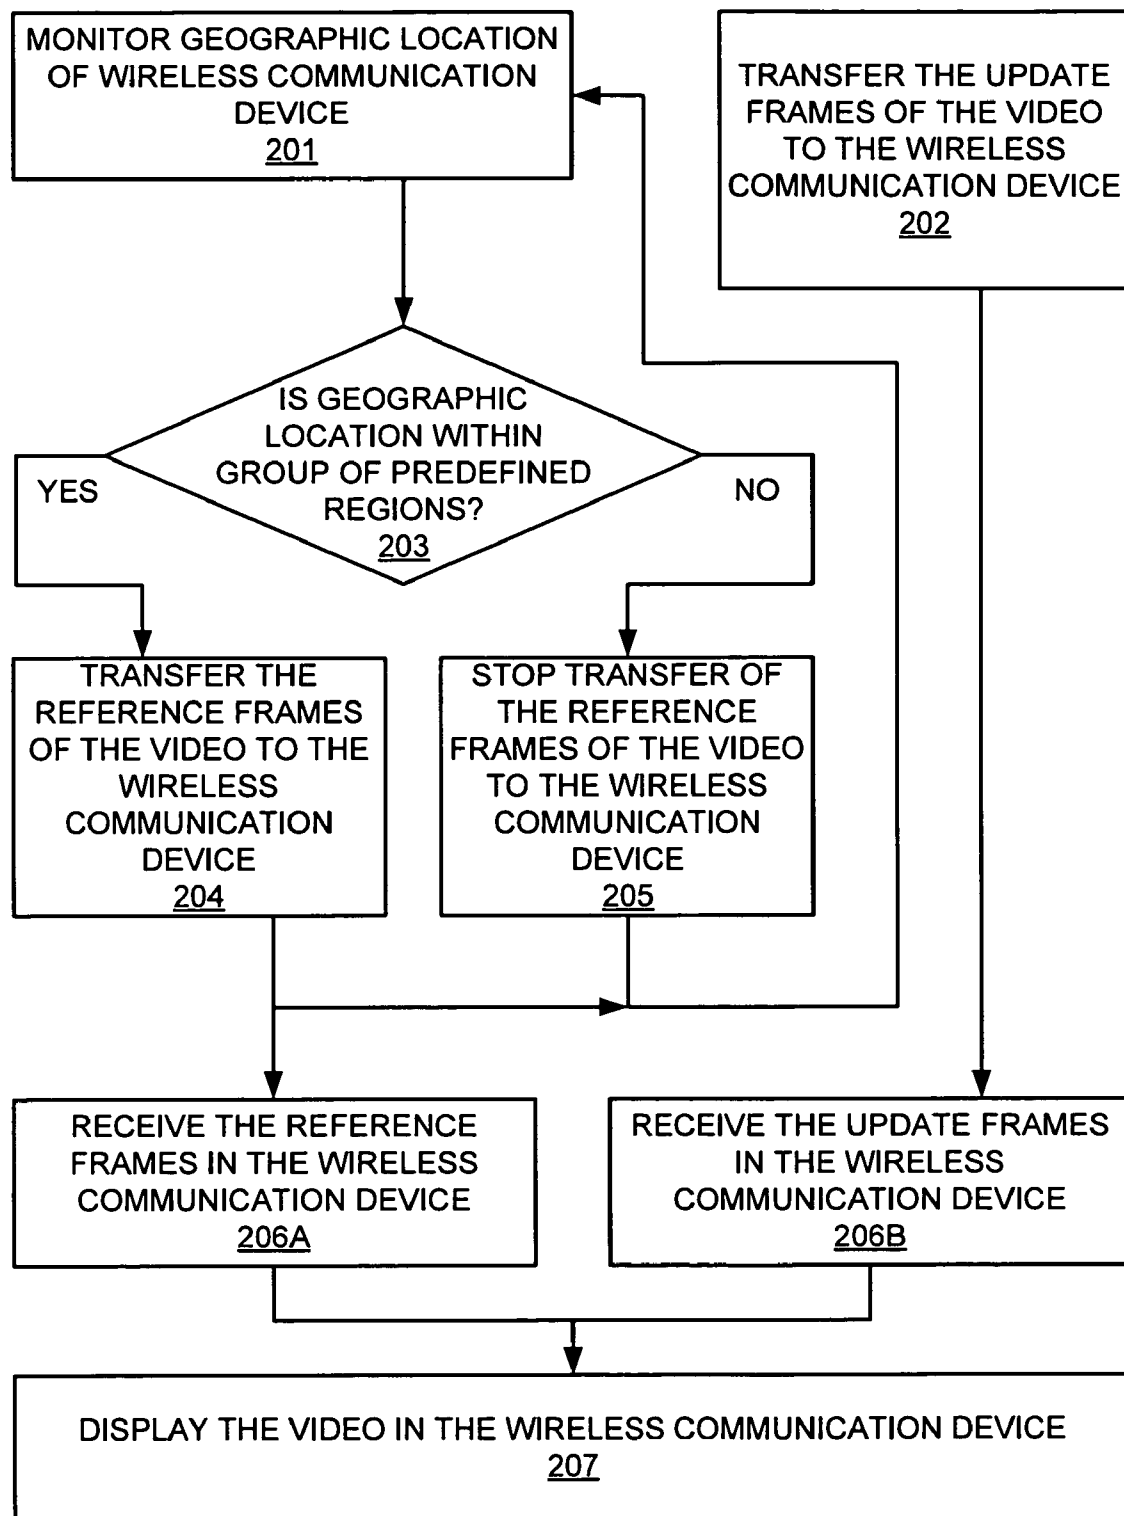 MONITOR GEOGRAPHIC LOCATION
OF WIRELESS COMMUNICATION
DEVICE
201
TRANSFER THE UPDATE
FRAMES OF THE VIDEO
TO THE WIRELESS
COMMUNICATION DEVICE
202
IS GEOGRAPHIC
LOCATION WITHIN
GROUP OF PREDEFINED
REGIONS?
203
YES
NO
TRANSFER THE
REFERENCE FRAMES
OF THE VIDEO TO THE
WIRELESS
COMMUNICATION
DEVICE
204
STOP TRANSFER OF
THE REFERENCE
FRAMES OF THE VIDEO
TO THE WIRELESS
COMMUNICATION
DEVICE
205
RECEIVE THE REFERENCE
FRAMES IN THE WIRELESS
COMMUNICATION DEVICE
206A
RECEIVE THE UPDATE FRAMES
IN THE WIRELESS
COMMUNICATION DEVICE
206B
DISPLAY THE VIDEO IN THE WIRELESS COMMUNICATION DEVICE
207